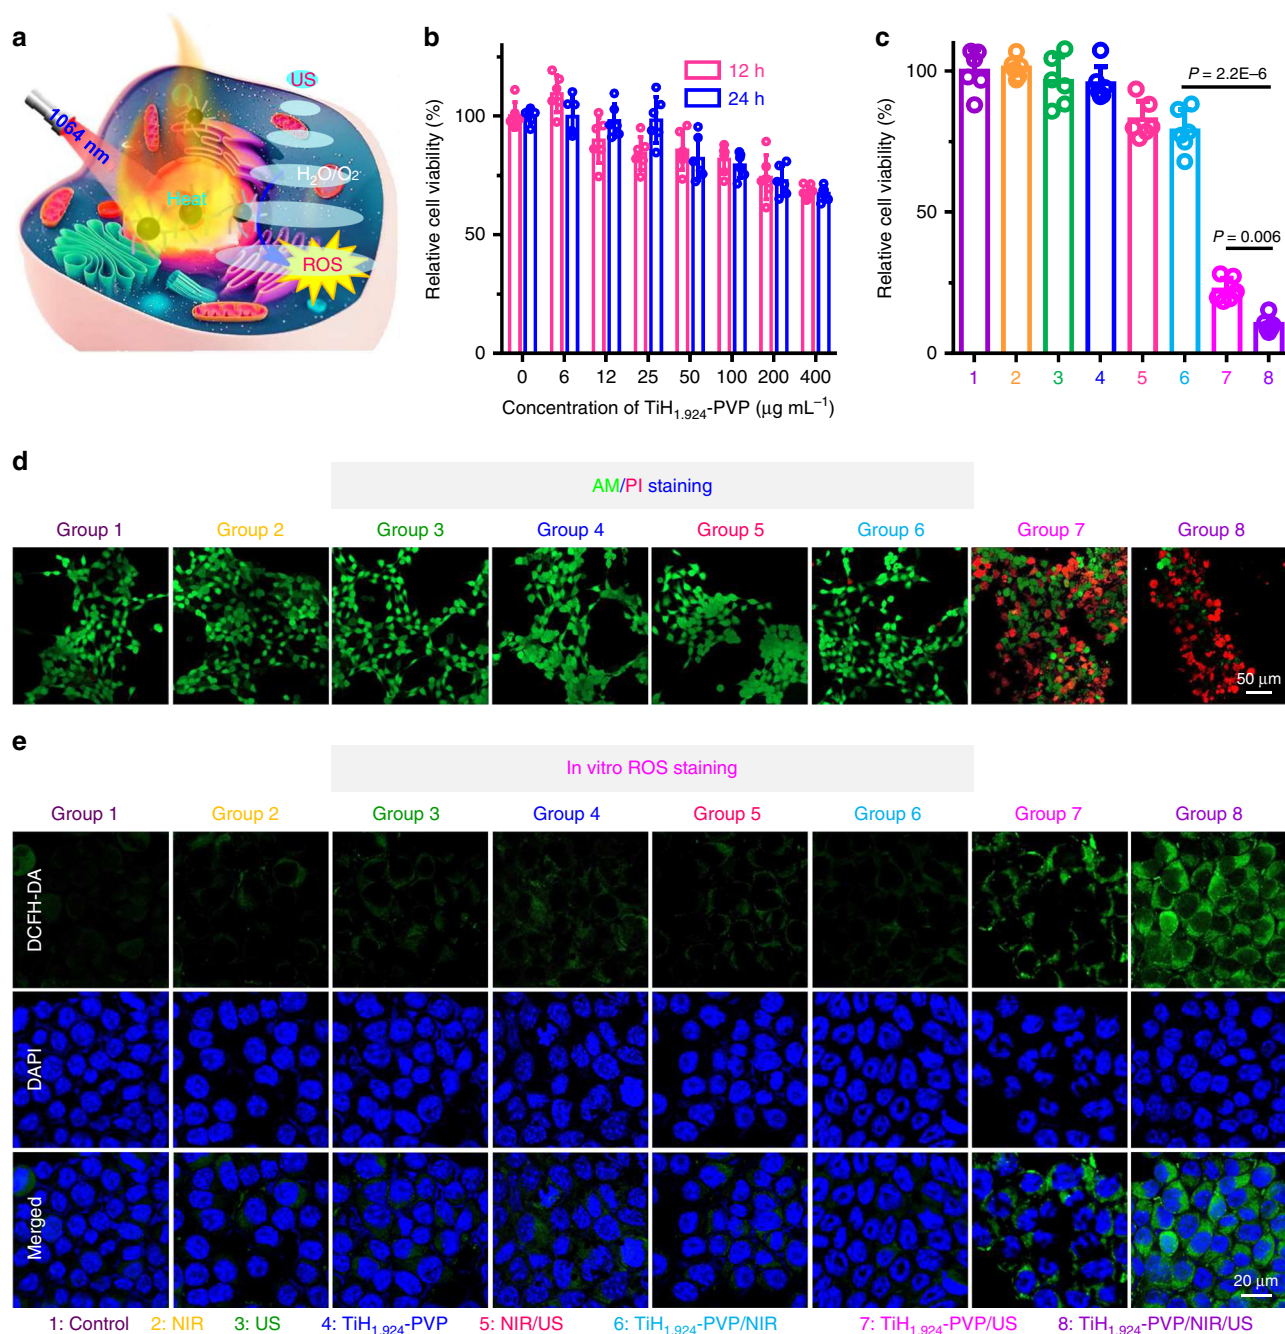 a
US
1064 nm
H2O/O2
Heat
ROS
b
Relative cell viability (%)
100
50
0
12 h
24 h
0 6 12 25 50 100 200 400
Concentration of TiH1.924-PVP (μg mL−1)
c
Relative cell viability (%)
100
50
0
P = 2.2E−6
P = 0.006
1 2 3 4 5 6 7 8
d
AM/PI staining
Group 1 Group 2 Group 3 Group 4 Group 5 Group 6 Group 7 Group 8
50 μm
e
In vitro ROS staining
Group 1 Group 2 Group 3 Group 4 Group 5 Group 6 Group 7 Group 8
DCFH-DA
DAPI
Merged
20 μm
1: Control 2: NIR 3: US 4: TiH1.924-PVP 5: NIR/US 6: TiH1.924-PVP/NIR 7: TiH1.924-PVP/US 8: TiH1.924-PVP/NIR/US